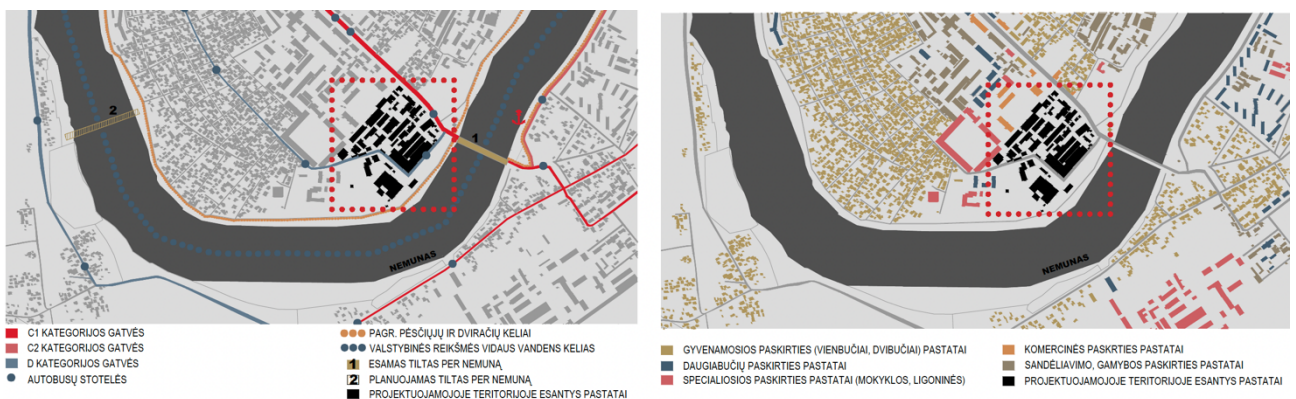 2
1
NEMUNAS
C1 KATEGORIJOS GATVĖS
C2 KATEGORIJOS GATVĖS
D KATEGORIJOS GATVĖS
AUTOBUSŲ STOTELĖS
PAGR. PĖSČIŲJŲ IR DVIRAČIŲ KELIAI
VALSTYBINĖS REIKŠMĖS VIDAUS VANDENS KELIAS
1 ESAMAS TILTAS PER NEMUNĄ
2 PLANUOJAMAS TILTAS PER NEMUNĄ
PROJEKTUOJAMOJOJE TERITORIJOJE ESANTYS PASTATAI
NEMUNAS
GYVENAMOSIOS PASKIRTIES (VIENBUČIAI, DVIBUČIAI) PASTATAI
DAUGIABUČIŲ PASKIRTIES PASTATAI
SPECIALIOSIOS PASKIRTIES PASTATAI (MOKYKLOS, LIGONINĖS)
KOMERCINĖS PASKRTIES PASTATAI
SANDĖLIAVIMO, GAMYBOS PASKIRTIES PASTATAI
PROJEKTUOJAMOJOJE TERITORIJOJE ESANTYS PASTATAI